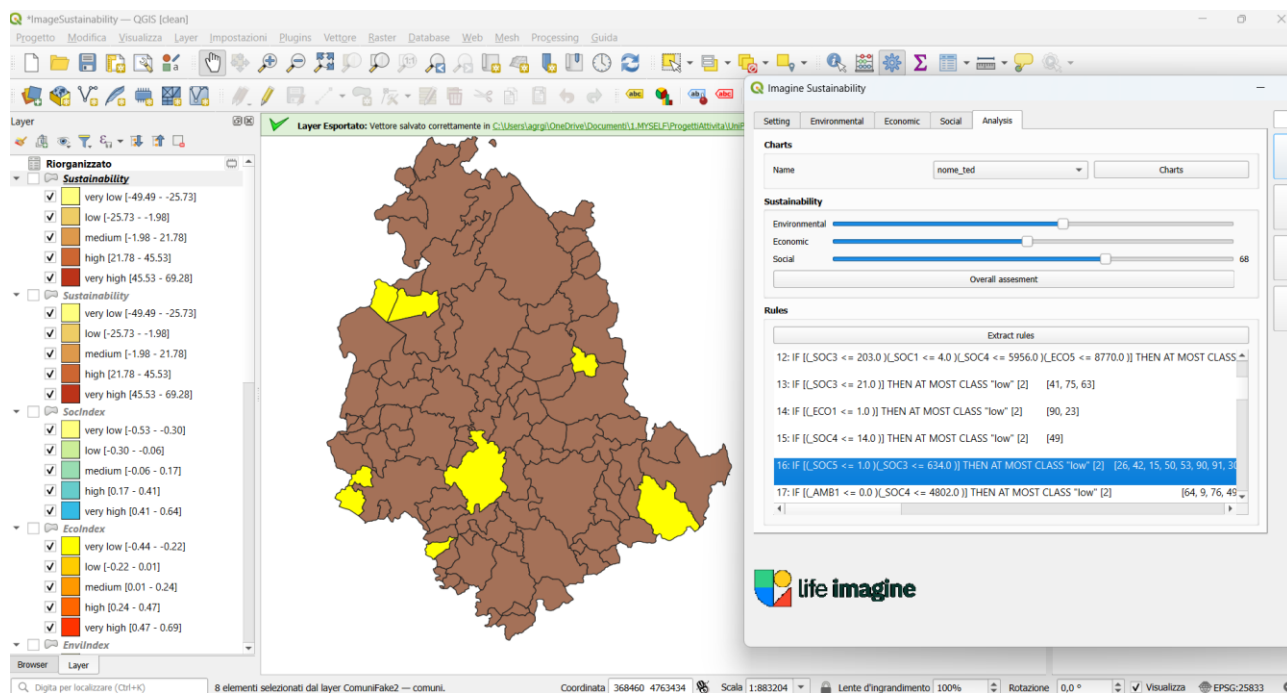 *ImageSustainability — QGIS [clean]
Progetto Modifica Visualizza Layer Impostazioni Plugins Vettore Raster Database Web Mesh Processing Guida
abc abc abc
Layer
Riorganizzato
Sustainability
very low [-49.49 - -25.73]
low [-25.73 - -1.98]
medium [-1.98 - 21.78]
high [21.78 - 45.53]
very high [45.53 - 69.28]
Sustainability
very low [-49.49 - -25.73]
low [-25.73 - -1.98]
medium [-1.98 - 21.78]
high [21.78 - 45.53]
very high [45.53 - 69.28]
SocIndex
very low [-0.53 - -0.30]
low [-0.30 - -0.06]
medium [-0.06 - 0.17]
high [0.17 - 0.41]
very high [0.41 - 0.64]
EcoIndex
very low [-0.44 - -0.22]
low [-0.22 - 0.01]
medium [0.01 - 0.24]
high [0.24 - 0.47]
very high [0.47 - 0.69]
EnviIndex
Browser Layer
Layer Esportato: Vettore salvato correttamente in C:\Users\agrgi\OneDrive\Documenti\1.MYSELF\ProgettiAttivita\UniP
Imagine Sustainability
Setting Environmental Economic Social Analysis
Charts
Name nome_ted Charts
Sustainability
Environmental
Economic
Social 68
Overall assesment
Rules
Extract rules
12: IF [(_SOC3 <= 203.0 )(_SOC1 <= 4.0 )(_SOC4 <= 5956.0 )(_ECO5 <= 8770.0 )] THEN AT MOST CLASS
13: IF [(_SOC3 <= 21.0 )] THEN AT MOST CLASS "low" [2] [41, 75, 63]
14: IF [(_ECO1 <= 1.0 )] THEN AT MOST CLASS "low" [2] [90, 23]
15: IF [(_SOC4 <= 14.0 )] THEN AT MOST CLASS "low" [2] [49]
16: IF [(_SOC5 <= 1.0 )(_SOC3 <= 634.0 )] THEN AT MOST CLASS "low" [2] [26, 42, 15, 50, 53, 90, 91, 30
17: IF [(_AMB1 <= 0.0 )(_SOC4 <= 4802.0 )] THEN AT MOST CLASS "low" [2] [64, 9, 76, 49
life imagine
Digita per localizzare (Ctrl+K) 8 elementi selezionati dal layer ComuniFake2 — comuni. Coordinata 368460 4763434 Scala 1:883204 Lente d'ingrandimento 100% Rotazione 0,0 ° Visualizza EPSG:25833